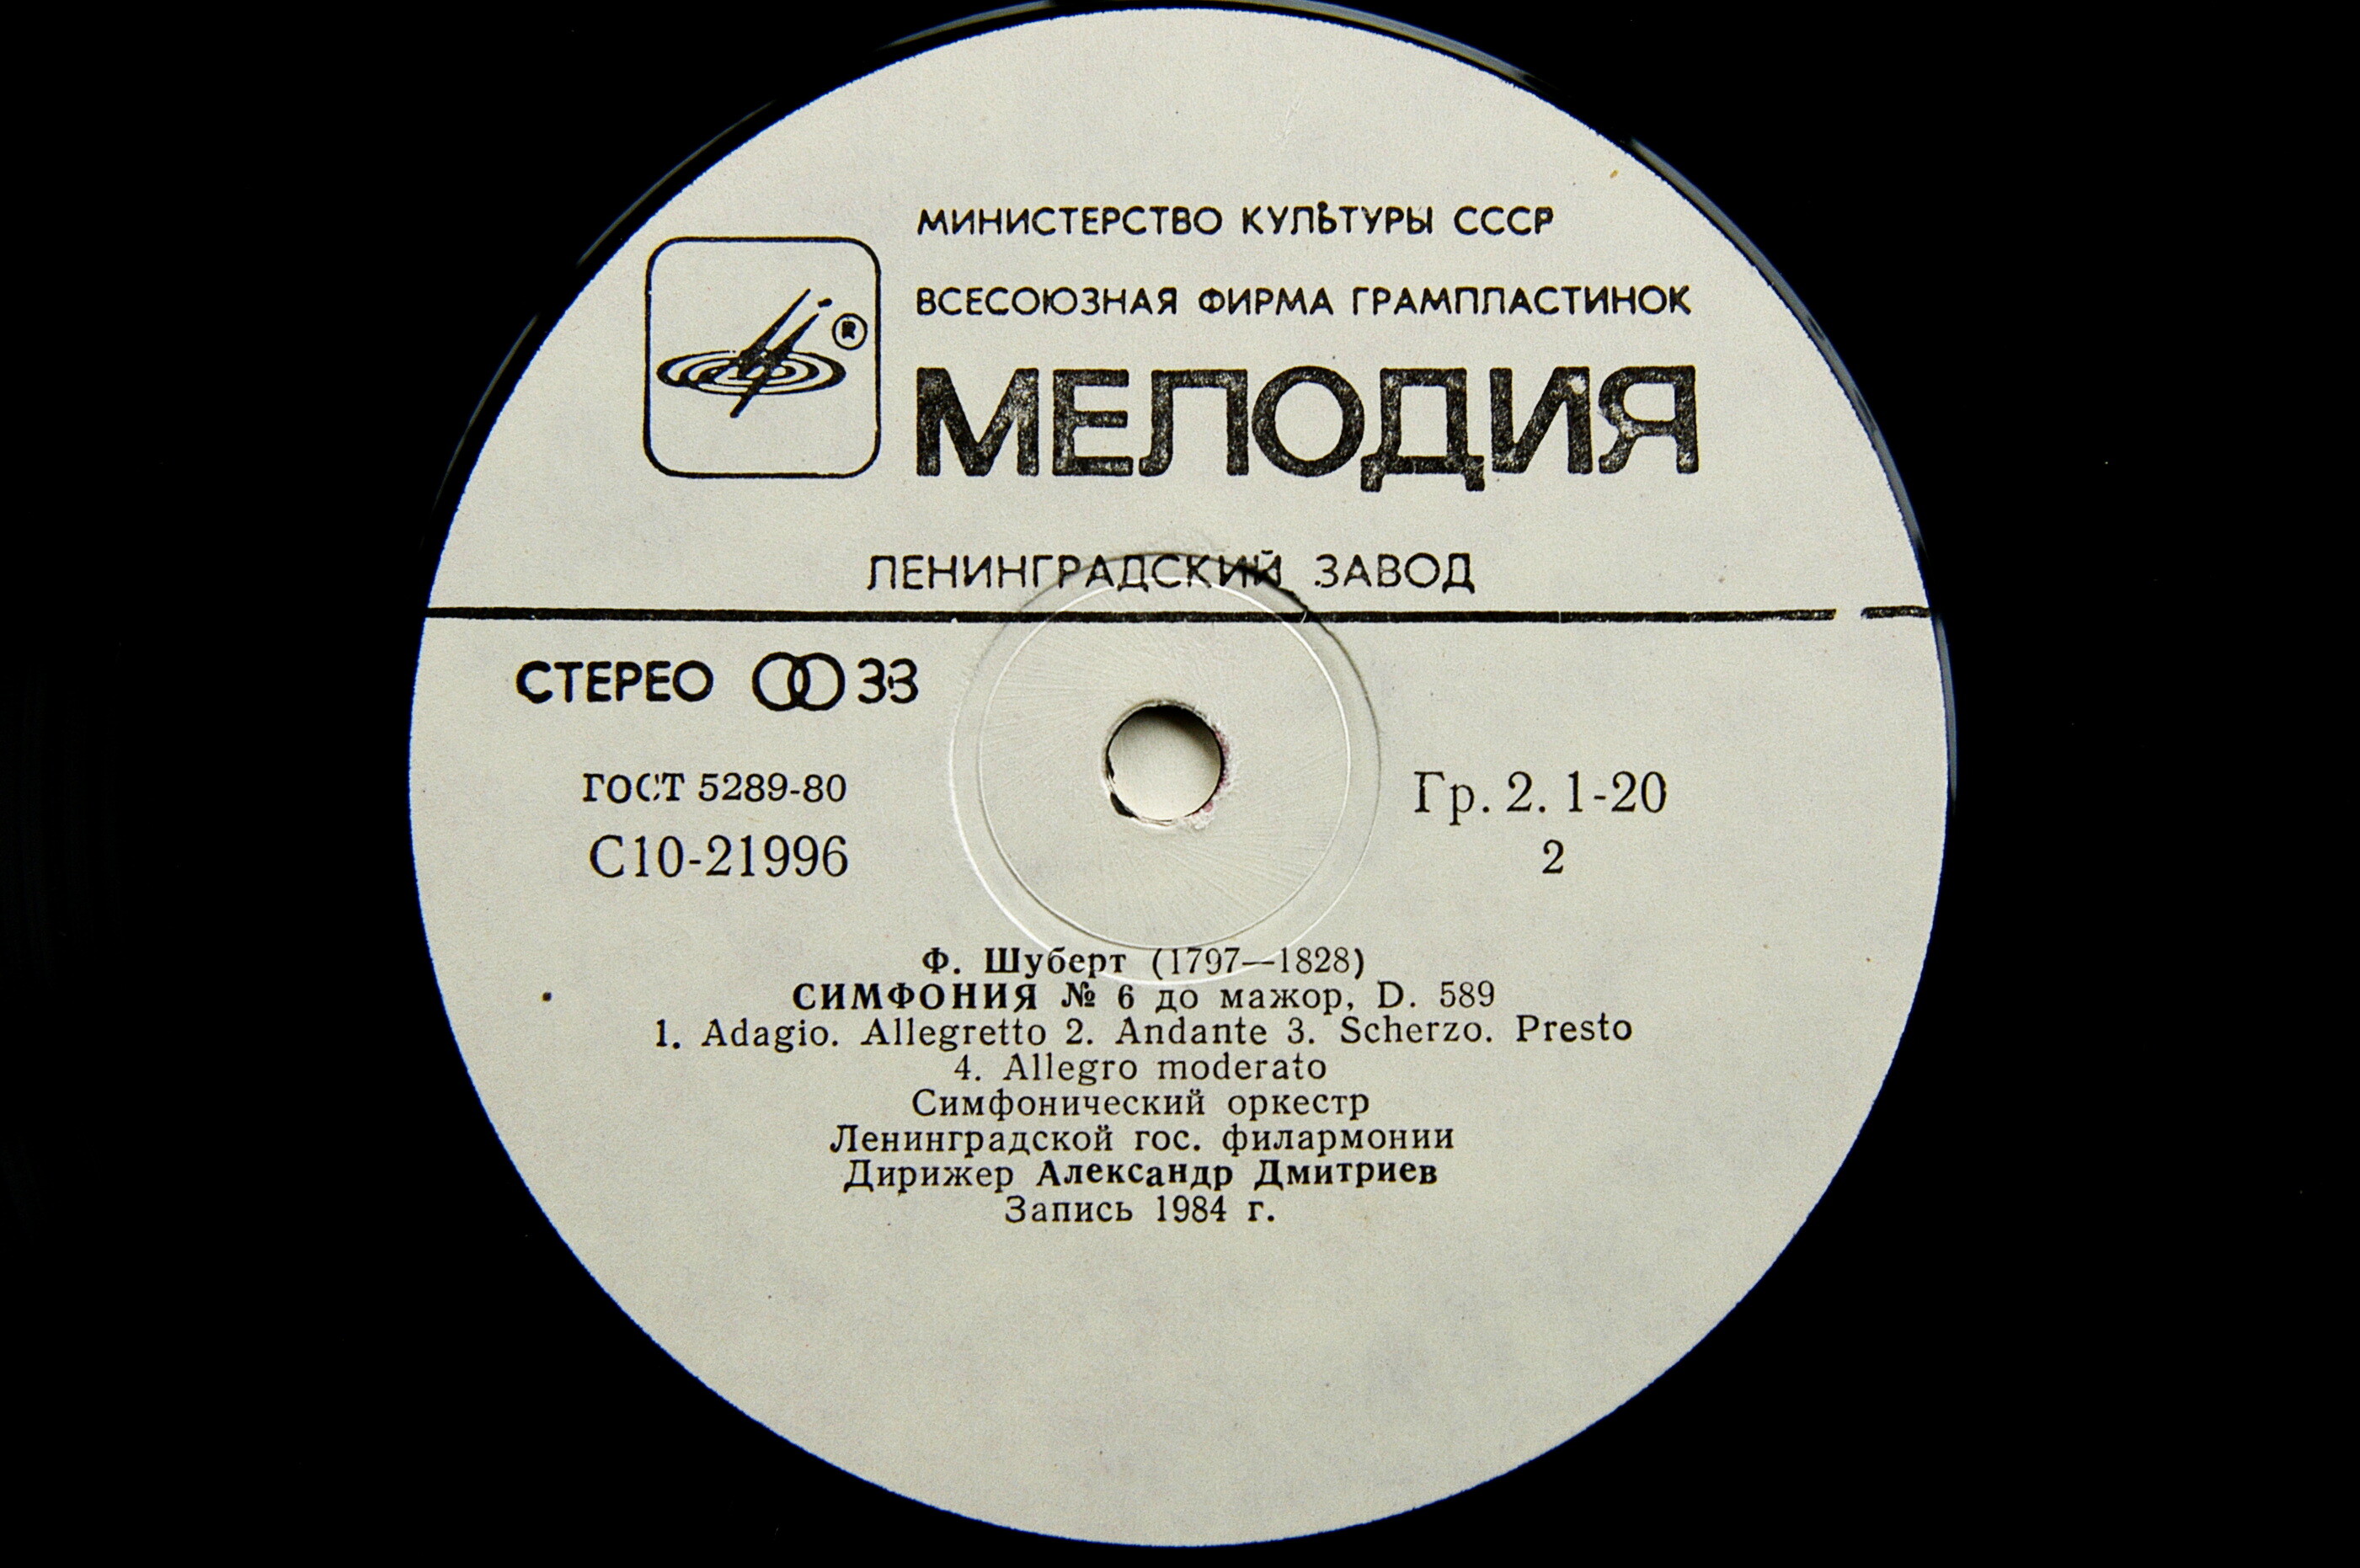 МИНИСТЕРСТВО КУЛЬТУРЫ СССР
ВСЕСОЮЗНАЯ ФИРМА ГРАМПЛАСТИНОК
®
МЕЛОДИЯ
ЛЕНИНГРАДСКИЙ ЗАВОД
СТЕРЕО 33
ГОСТ 5289-80
Гр. 2. 1-20
С10-21996
2
Ф. Шуберт (1797—1828)
СИМФОНИЯ № 6 до мажор, D. 589
1. Adagio. Allegretto 2. Andante 3. Scherzo. Presto
4. Allegro moderato
Симфонический оркестр
Ленинградской гос. филармонии
Дирижер Александр Дмитриев
Запись 1984 г.